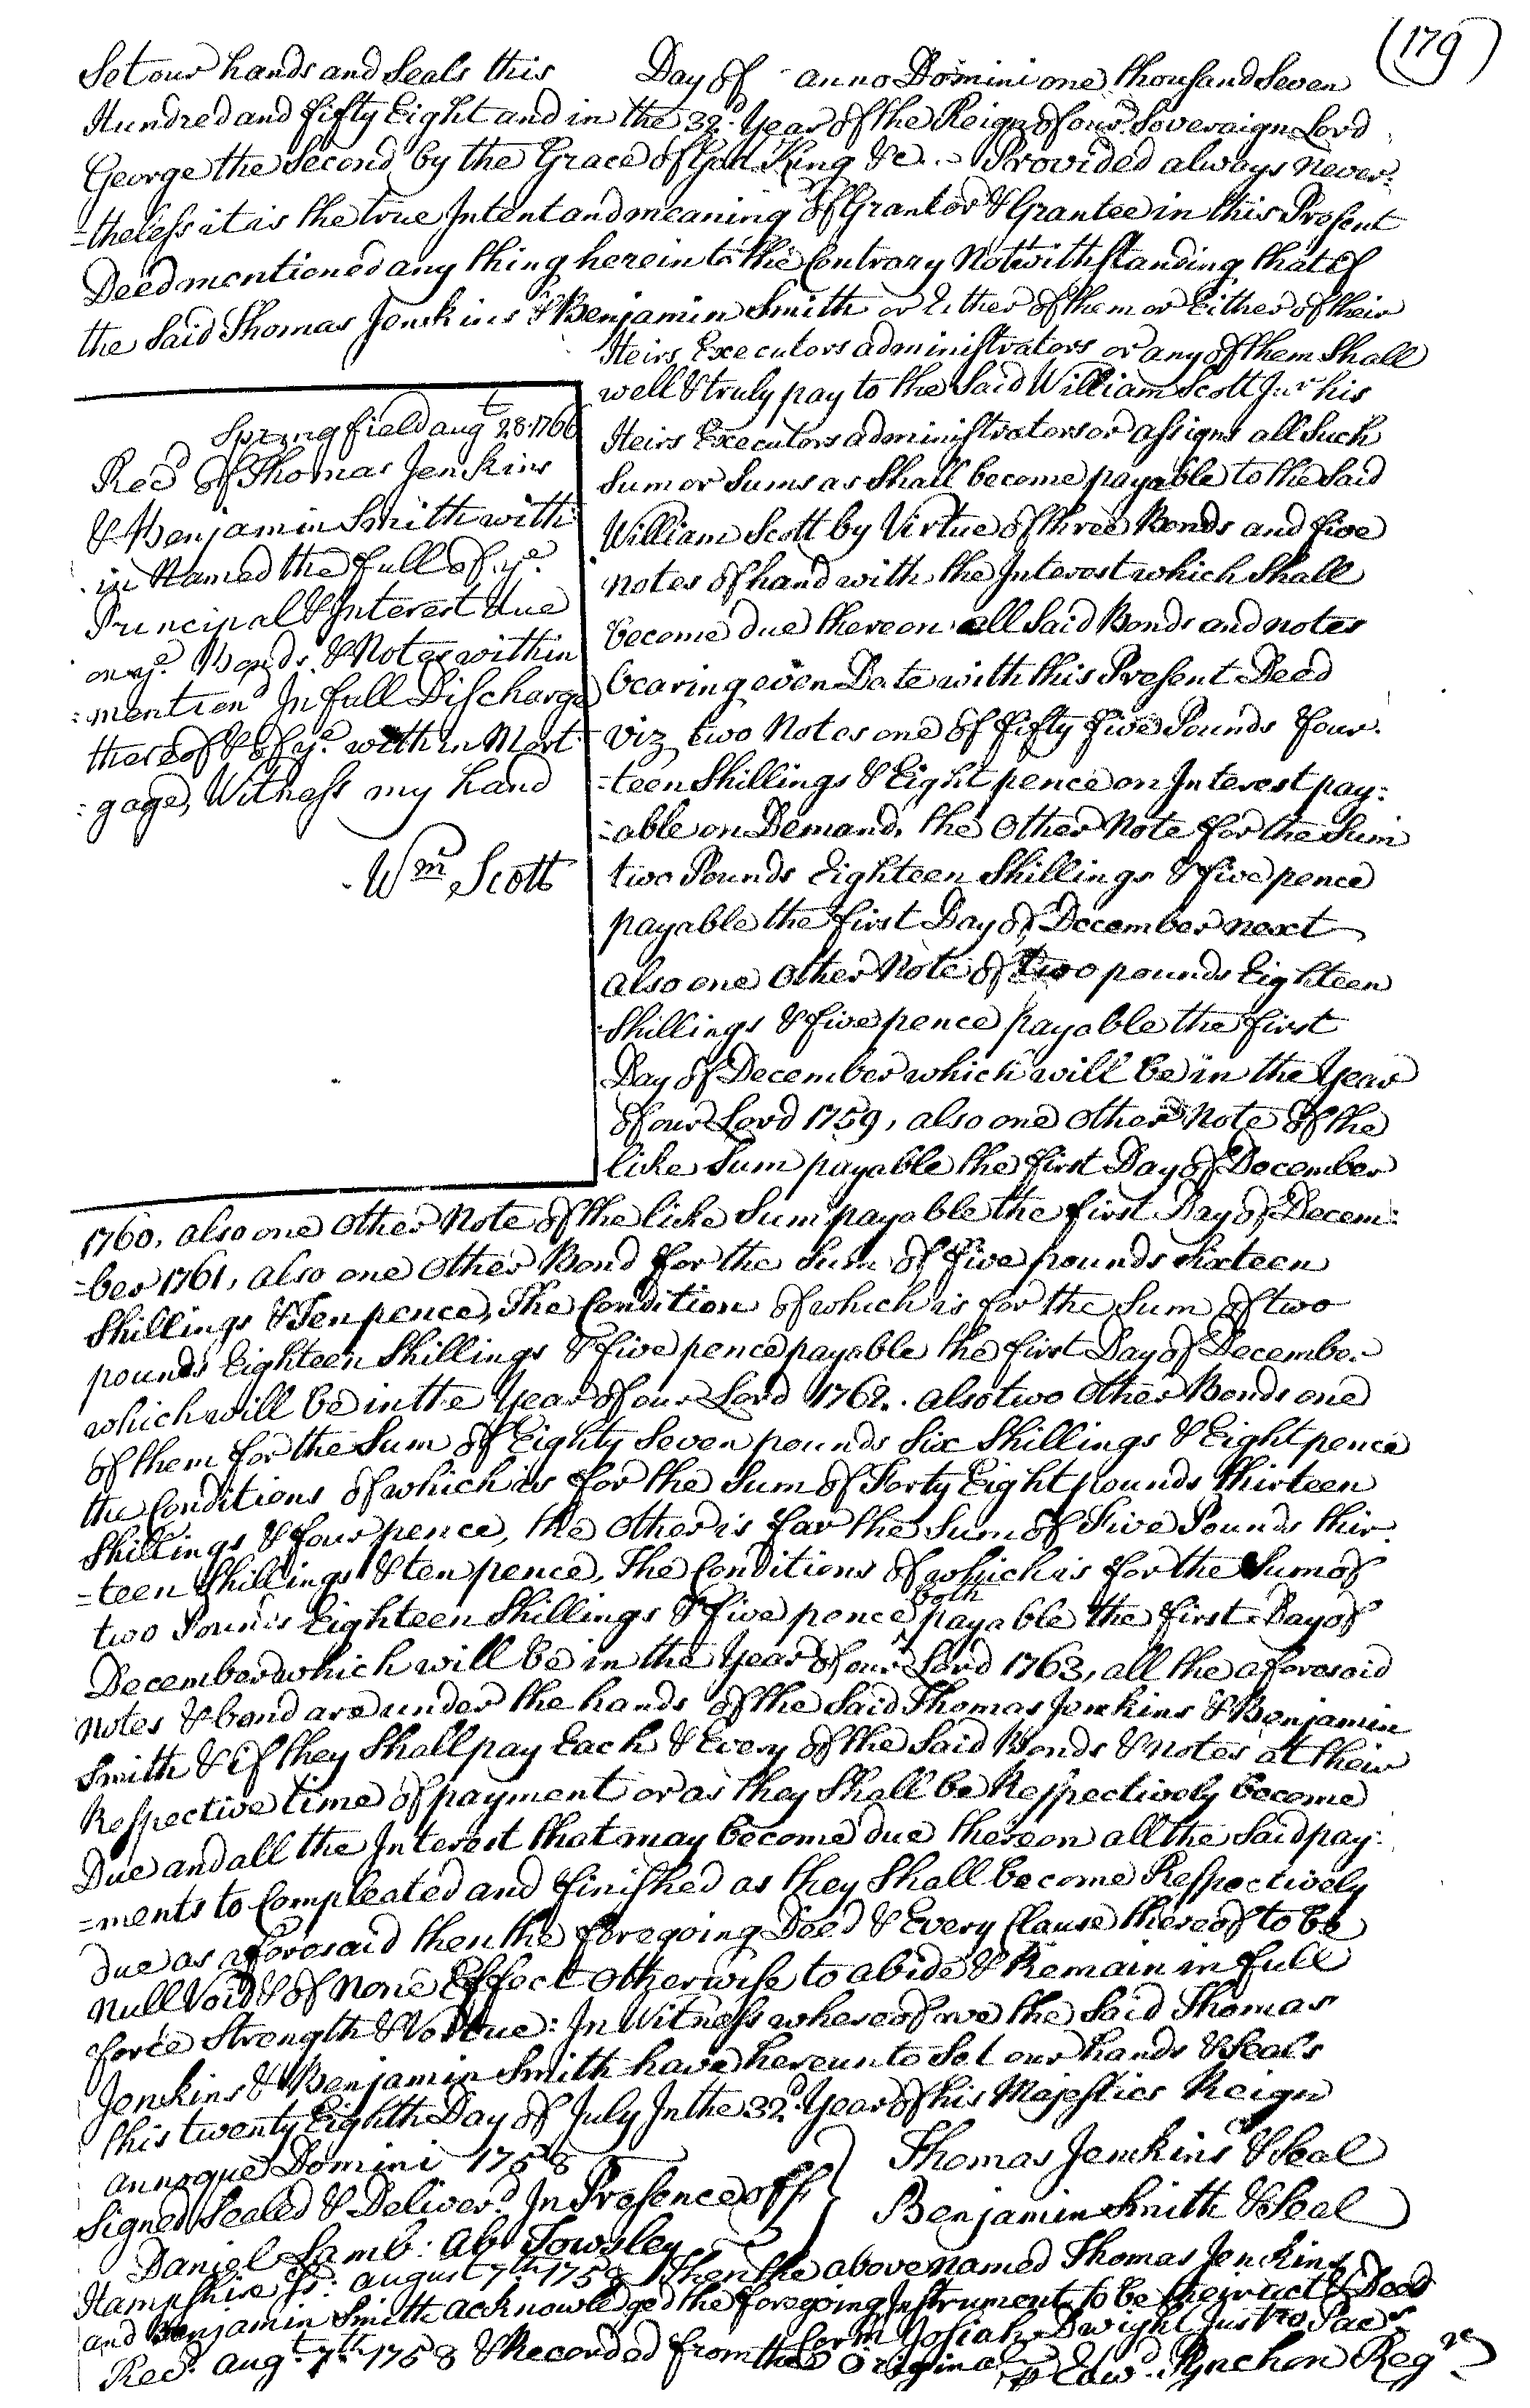 (179)
Set our hands and Seals this Day of anno Domini one thousand Seven
Hundred and fifty Eight and in the 32d. Year of the Reign of our Soveraign Lord
George the Second by the Grace of God King &c. - Provided always Never-
=theless it is the true Intent and meaning of Grantor & Grantee in this Present
Deed mentioned any thing herein to the Contrary Notwithstanding that if
the Said Thomas Jenkins & Benjamin Smith or Either of them or Either of their
Heirs Executors administrators or any of them Shall
well & truly pay to the Said William Scott Junr his
Heirs Executors administrators or assigns all Such
Sum or Sums as Shall become payable to the Said
William Scott by Virtue of three Bonds and five
notes of hand with the Interest which Shall
become due thereon all Said Bonds and notes
bearing even Date with this Present Deed
Viz two Notes one of fifty five Pounds four-
=teen Shillings & Eight pence on Interest pay:
=able on Demand, the Other Note for the Sum
two Pounds Eighteen Shillings & five pence
payable the first Day of December next
also one Other Note of two pounds Eighteen
Shillings & five pence payable the first
Day of December which will be in the Year
of our Lord 1759, also one Other Note of the
like Sum payable the first Day of December
Springfield augt 28 1766
Recd of Thomas Jenkins
& Benjamin Smith with
in Named the full of ye
Principal & Interest due
on ye. Bonds & Notes within
mentiond In full Discharge
thereof & of ye. within Mort
gage, Witness my hand
Wm Scott
1760, also one Other Note of the like Sum payable the first Day of Decem:
=ber 1761, also one Other Bond for the Sum of five pounds Sixteen
Shillings & Ten pence, The Condition of which is for the Sum of two
pounds Eighteen Shillings & five pence payable the first Day of December
which will be in the Year of our Lord 1762. also two Other Bonds one
of them for the Sum of Eighty Seven pounds Six Shillings & Eight pence
the Conditions of which is for the Sum of Forty Eight pounds thirteen
Shillings & four pence, the Other is for the Sum of Five Pounds thir-
=teen Shillings & ten pence, The Conditions of which is for the Sum of
two Pounds Eighteen Shillings & five pence both payable the first Day of
December which will be in the Year of our Lord 1763, all the aforesaid
notes & bond are under the hands of the Said Thomas Jenkins & Benjamin
Smith & if they Shall pay Each & Every of the Said Bonds & notes at their
Respective time of payment or as they Shall be Respectively become
Due and all the Interest that may become due thereon all the Said pay-
=ments to Compleated and finished as they Shall become Respectively
due as aforesaid then the foregoing Deed & Every Clause thereof to be
null Void & of none Effect otherwise to abide & Remain in full
force Strength & Vertue: In Witness whereof we the Said Thomas
Jenkins & Benjamin Smith have hereunto Set our hands & Seals
this twenty Eighth Day of July In the 32d. Year of his Majesties Reign
annoque Domini 1758
Signed Sealed & Deliverd. In Presence off } Thomas Jenkins & Seal
Daniel Lamb: Abl Towsley } Benjamin Smith & Seal
Hampshire Ss: august 7th 1758 Then the above named Thomas Jenkins
and Benjamin Smith acknowledged the foregoing Instrument to be their act & Deed
Corm Josiah Dwight Justce Pacs
Recd. augt. 7th. 1758 & Recorded from the Original p Edwd. Pynchon Regr